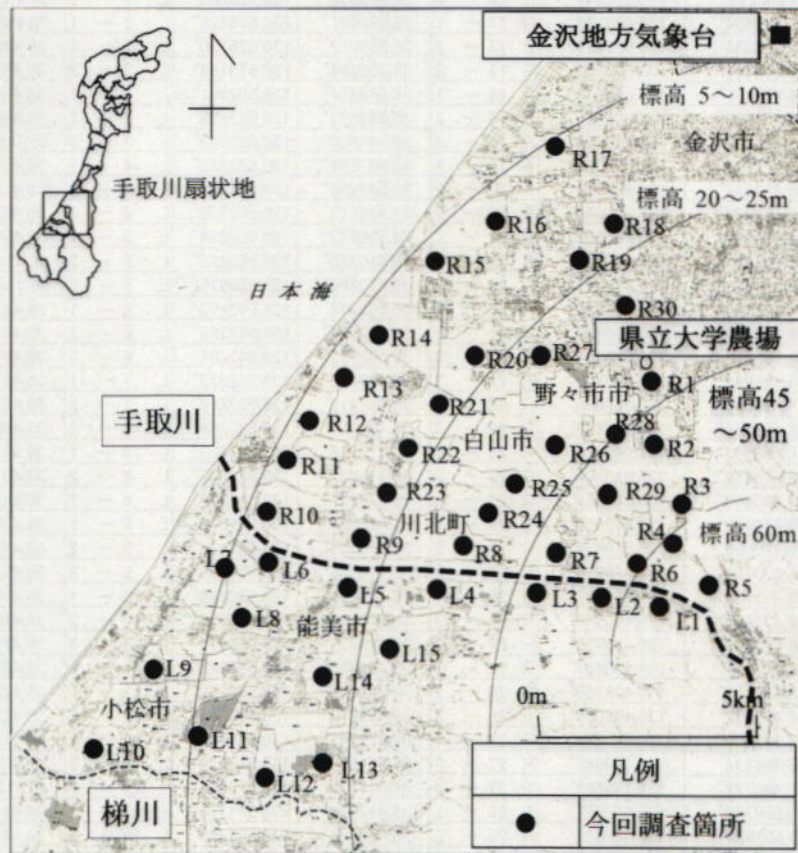 金沢地方気象台
標高 5～10m
金沢市
R17
手取川扇状地
標高 20～25m
R16
R18
R15
R19
日本海
R30
R14
県立大学農場
R20
R27
R13
野々市市
R1
標高45
～50m
R21
手取川
R12
R28
白山市
R22
R26
R2
R11
R23
R25
R29
R3
R10
川北町
R24
R4
標高60m
R9
R8
R7
R6
L7
L6
R5
L5
L4
L3
L2
L1
L8
能美市
L15
L9
L14
0m
5km
小松市
L11
L10
L13
L12
凡例
梯川
今回調査箇所